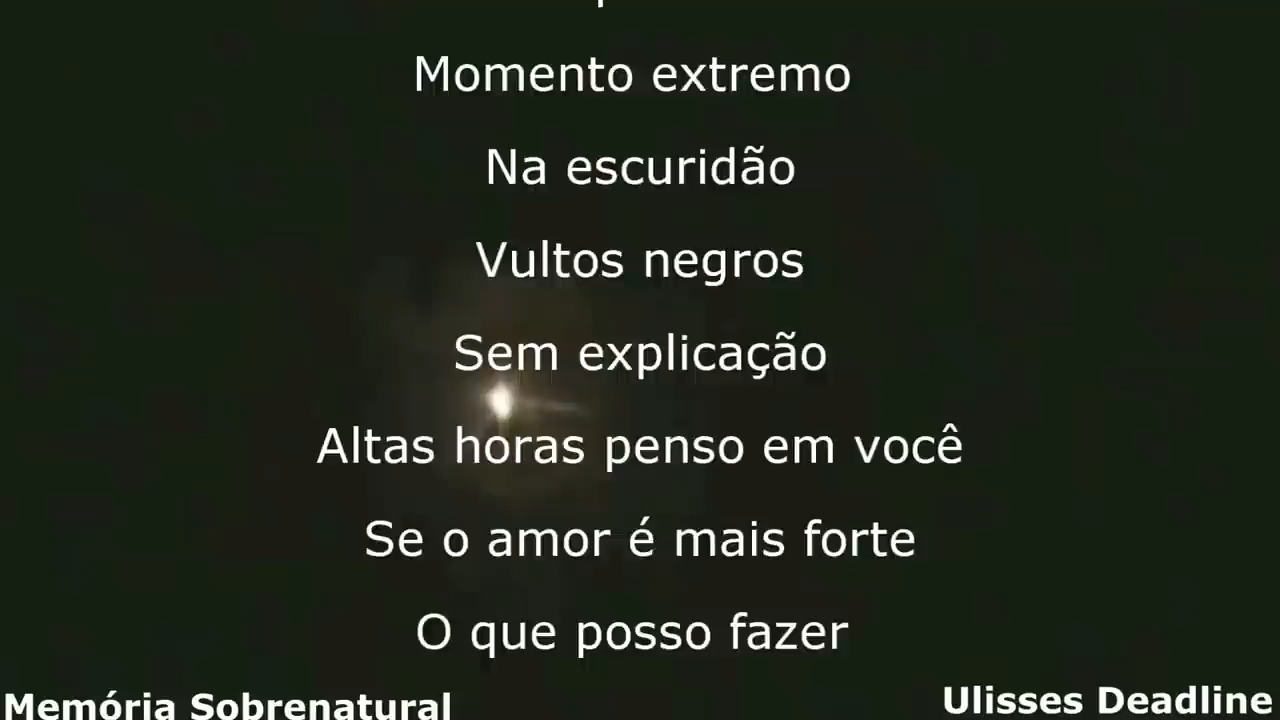 Momento extremo
Na escuridão
Vultos negros
Sem explicação
Altas horas penso em você
Se o amor é mais forte
O que posso fazer
Memória Sobrenatural
Ulisses Deadline